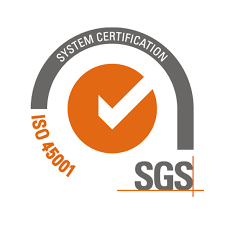 SYSTEM CERTIFICATION
ISO 45001
SGS